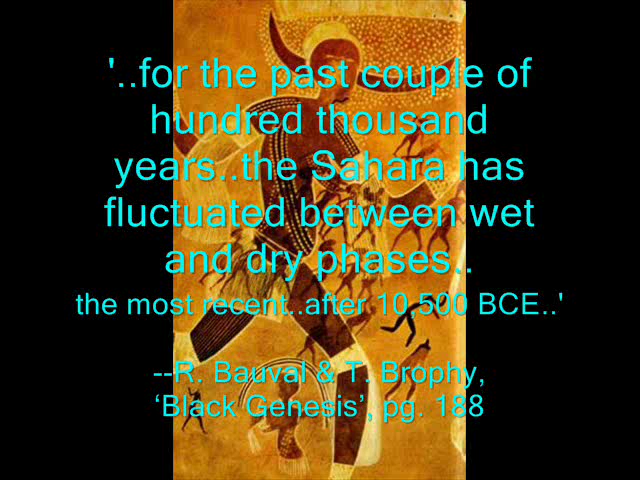 '..for the past couple of
hundred thousand
years..the Sahara has
fluctuated between wet
and dry phases..
the most recent..after 10,500 BCE..'
--R. Bauval & T. Brophy,
‘Black Genesis’, pg. 188